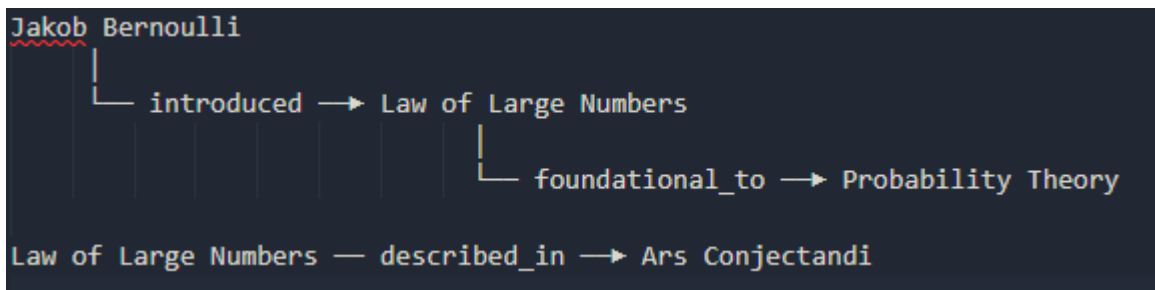 Jakob Bernoulli
└── introduced ──► Law of Large Numbers
└── foundational_to ──► Probability Theory
Law of Large Numbers ── described_in ──► Ars Conjectandi